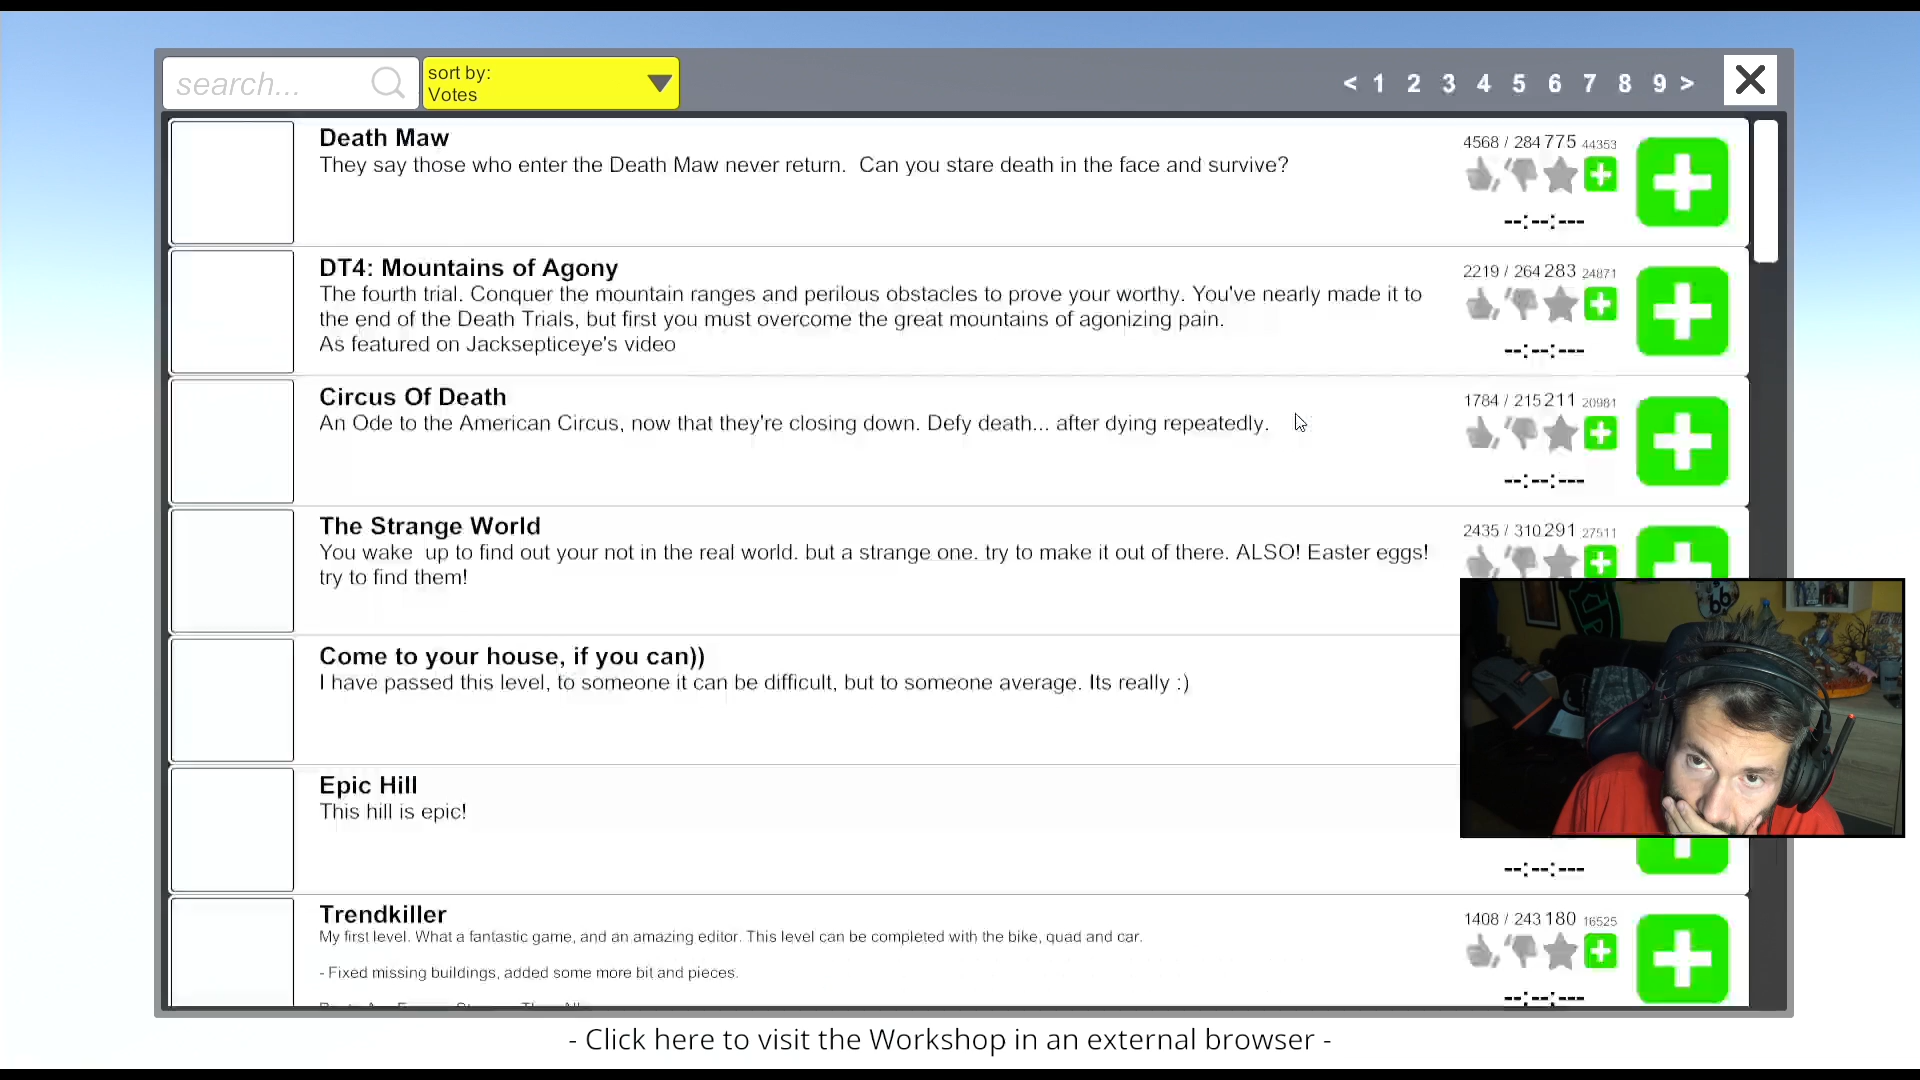 search...
sort by:
Votes
< 1 2 3 4 5 6 7 8 9 >
Death Maw
They say those who enter the Death Maw never return. Can you stare death in the face and survive?
4568 / 284 775 44353
--:--:---
DT4: Mountains of Agony
The fourth trial. Conquer the mountain ranges and perilous obstacles to prove your worthy. You've nearly made it to
the end of the Death Trials, but first you must overcome the great mountains of agonizing pain.
As featured on Jacksepticeye's video
2219 / 264 283 24871
--:--:---
Circus Of Death
An Ode to the American Circus, now that they're closing down. Defy death... after dying repeatedly.
1784 / 215 211 20981
--:--:---
The Strange World
You wake up to find out your not in the real world. but a strange one. try to make it out of there. ALSO! Easter eggs!
try to find them!
2435 / 310 291 27511
Come to your house, if you can))
I have passed this level, to someone it can be difficult, but to someone average. Its really :)
Epic Hill
This hill is epic!
--:--:---
Trendkiller
My first level. What a fantastic game, and an amazing editor. This level can be completed with the bike, quad and car.
- Fixed missing buildings, added some more bit and pieces.
1408 / 243 180 16525
--:--:---
- Click here to visit the Workshop in an external browser -